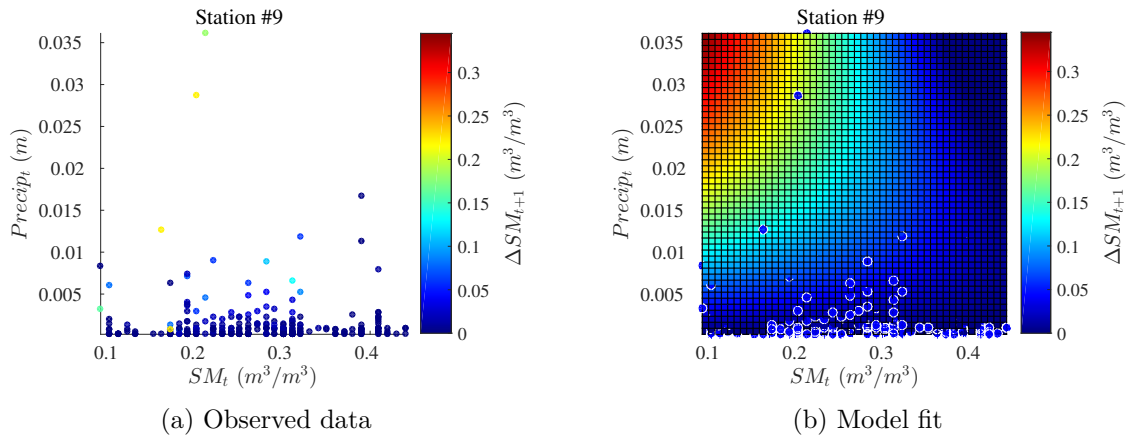 Station #9
0.035
0.03
0.025
0.02
0.015
0.01
0.005
Precip_t (m)
0.1 0.2 0.3 0.4
SM_t (m^3/m^3)
0.3
0.25
0.2
0.15
0.1
0.05
0
ΔSM_{t+1} (m^3/m^3)
(a) Observed data
Station #9
0.035
0.03
0.025
0.02
0.015
0.01
0.005
Precip_t (m)
0.1 0.2 0.3 0.4
SM_t (m^3/m^3)
0.3
0.25
0.2
0.15
0.1
0.05
0
ΔSM_{t+1} (m^3/m^3)
(b) Model fit